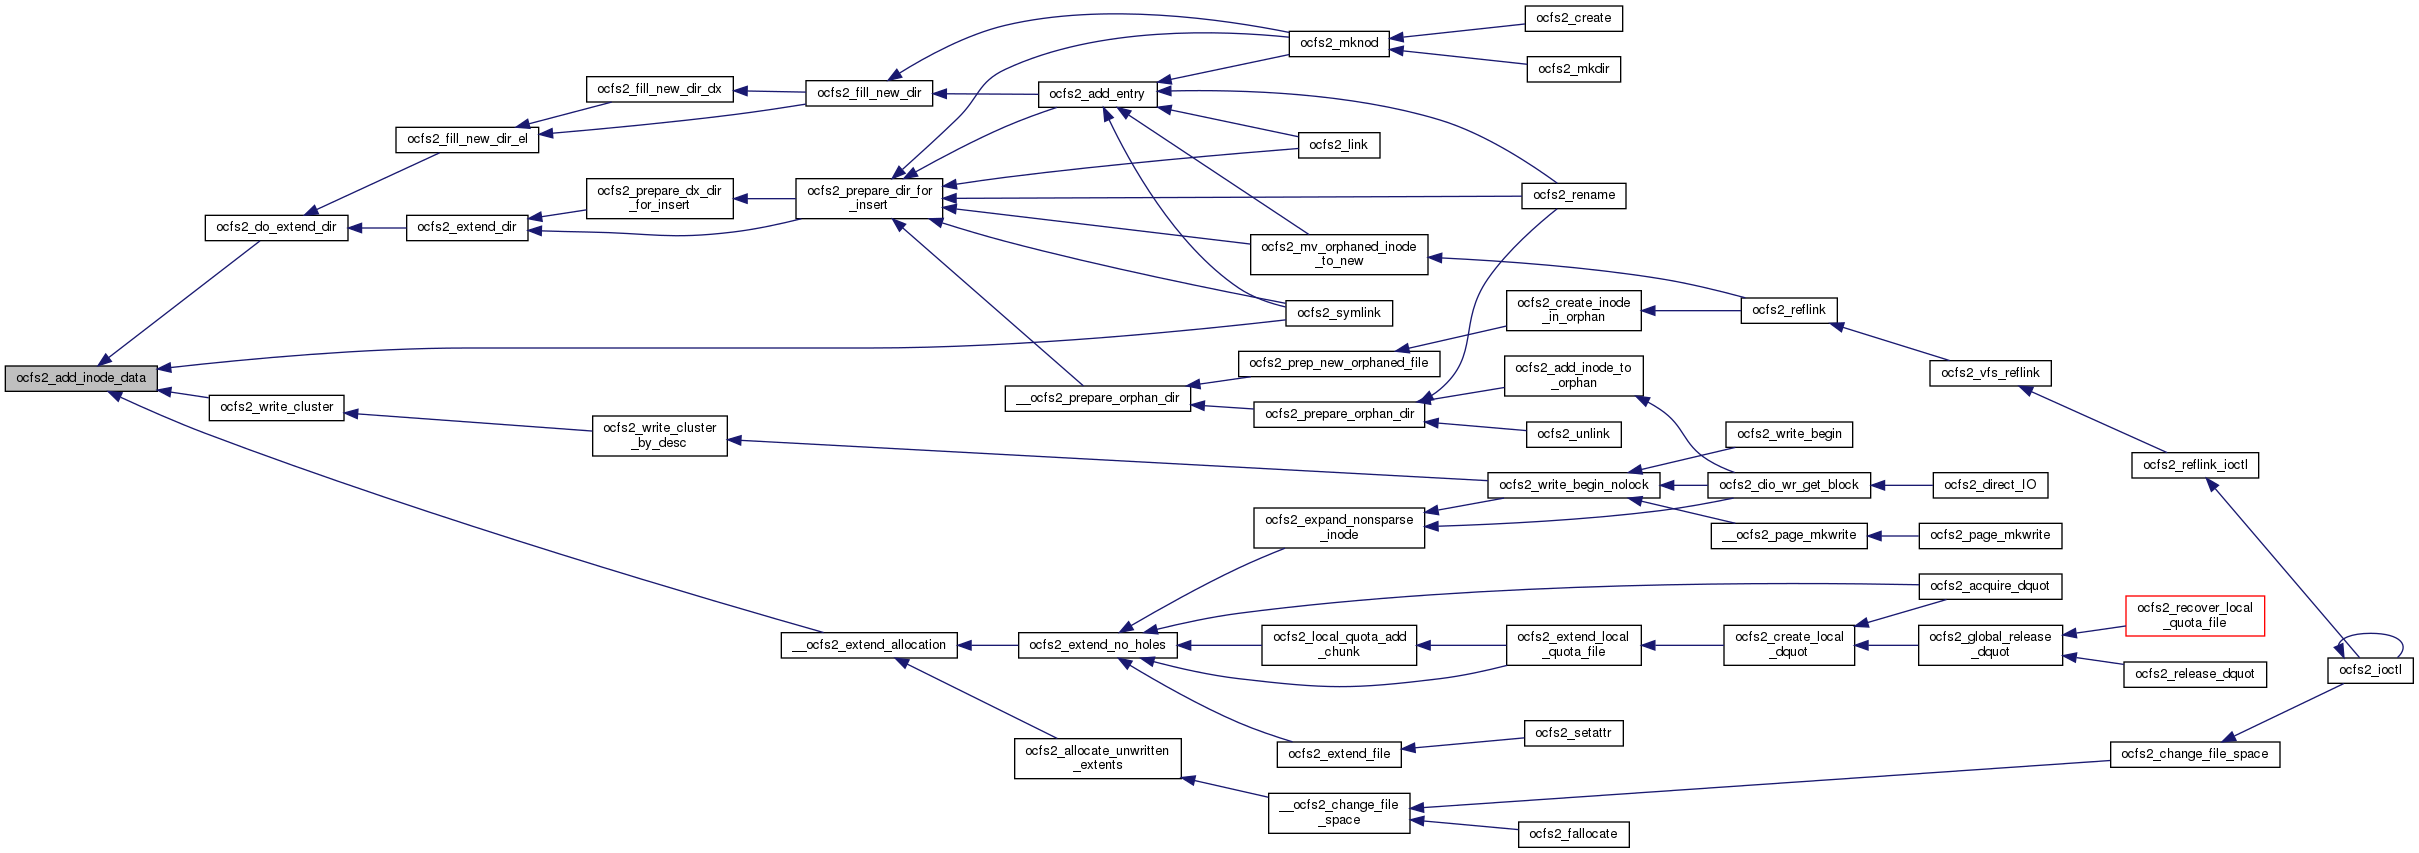 ocfs2_add_inode_data
ocfs2_do_extend_dir
ocfs2_write_cluster
ocfs2_fill_new_dir_el
ocfs2_extend_dir
ocfs2_fill_new_dir_dx
ocfs2_prepare_dx_dir
_for_insert
ocfs2_write_cluster
_by_desc
ocfs2_fill_new_dir
ocfs2_prepare_dir_for
_insert
__ocfs2_extend_allocation
ocfs2_add_entry
__ocfs2_prepare_orphan_dir
ocfs2_extend_no_holes
ocfs2_allocate_unwritten
_extents
ocfs2_mknod
ocfs2_link
ocfs2_mv_orphaned_inode
_to_new
ocfs2_symlink
ocfs2_prep_new_orphaned_file
ocfs2_prepare_orphan_dir
ocfs2_expand_nonsparse
_inode
ocfs2_local_quota_add
_chunk
ocfs2_extend_file
__ocfs2_change_file
_space
ocfs2_create
ocfs2_mkdir
ocfs2_rename
ocfs2_create_inode
_in_orphan
ocfs2_add_inode_to
_orphan
ocfs2_unlink
ocfs2_write_begin_nolock
ocfs2_extend_local
_quota_file
ocfs2_setattr
ocfs2_fallocate
ocfs2_reflink
ocfs2_write_begin
ocfs2_dio_wr_get_block
__ocfs2_page_mkwrite
ocfs2_create_local
_dquot
ocfs2_vfs_reflink
ocfs2_direct_IO
ocfs2_page_mkwrite
ocfs2_acquire_dquot
ocfs2_global_release
_dquot
ocfs2_reflink_ioctl
ocfs2_recover_local
_quota_file
ocfs2_release_dquot
ocfs2_change_file_space
ocfs2_ioctl